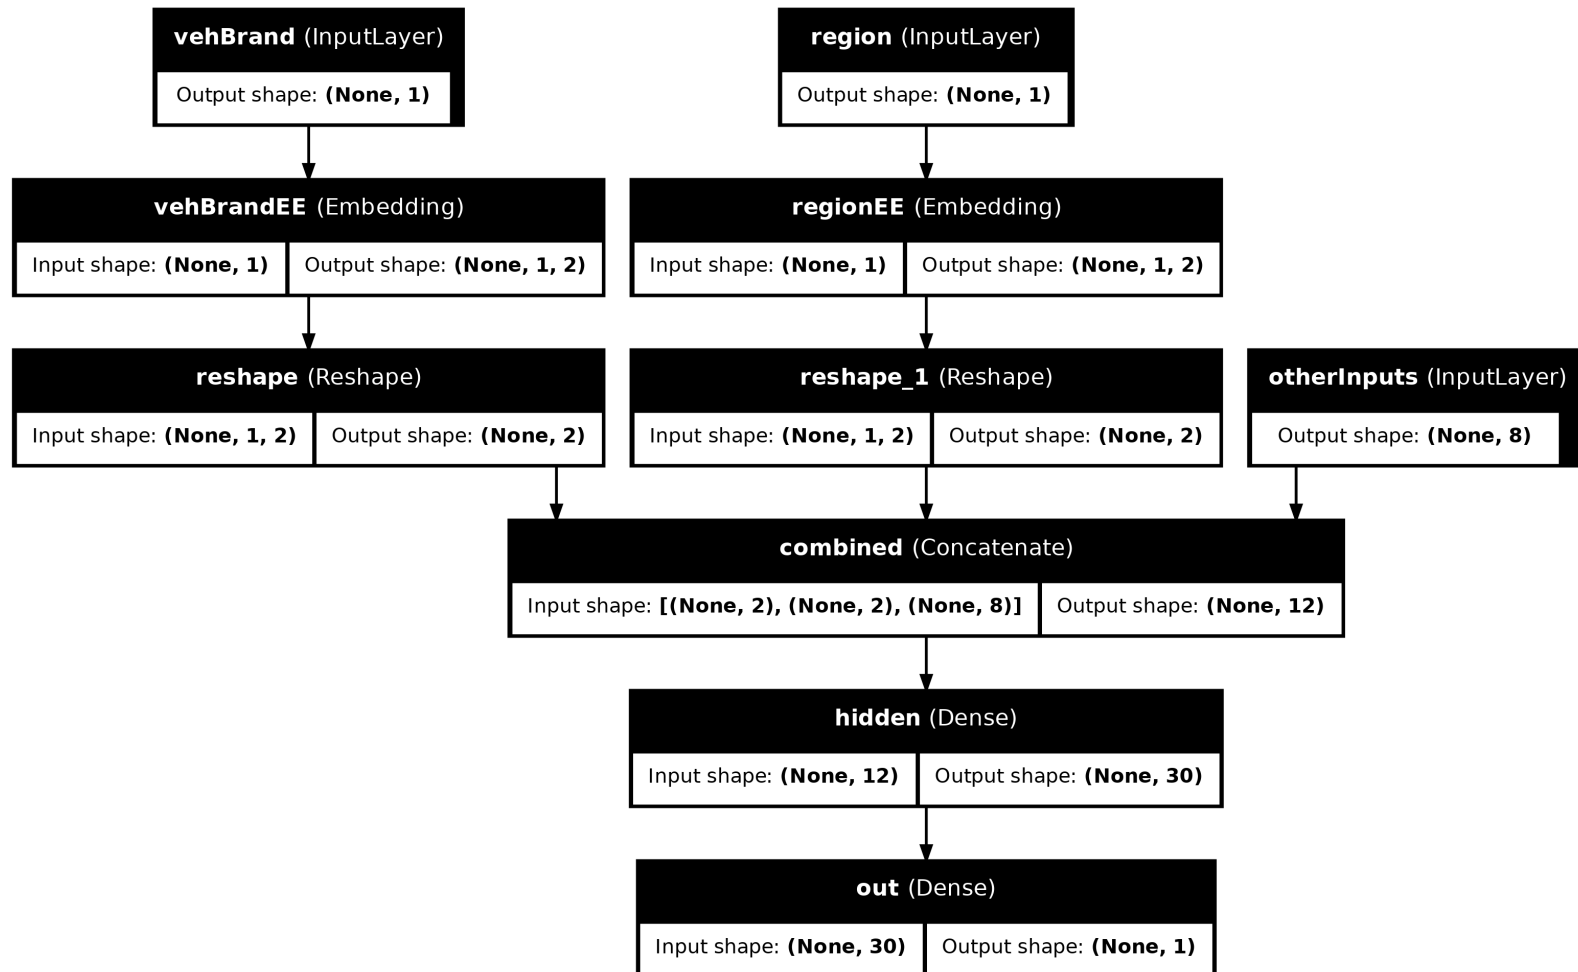 vehBrand (InputLayer)
region (InputLayer)
Output shape: (None, 1)
Output shape: (None, 1)
vehBrandEE (Embedding)
regionEE (Embedding)
Input shape: (None, 1)
Output shape: (None, 1, 2)
Input shape: (None, 1)
Output shape: (None, 1, 2)
reshape (Reshape)
reshape_1 (Reshape)
otherInputs (InputLayer)
Input shape: (None, 1, 2)
Output shape: (None, 2)
Input shape: (None, 1, 2)
Output shape: (None, 2)
Output shape: (None, 8)
combined (Concatenate)
Input shape: [(None, 2), (None, 2), (None, 8)]
Output shape: (None, 12)
hidden (Dense)
Input shape: (None, 12)
Output shape: (None, 30)
out (Dense)
Input shape: (None, 30)
Output shape: (None, 1)